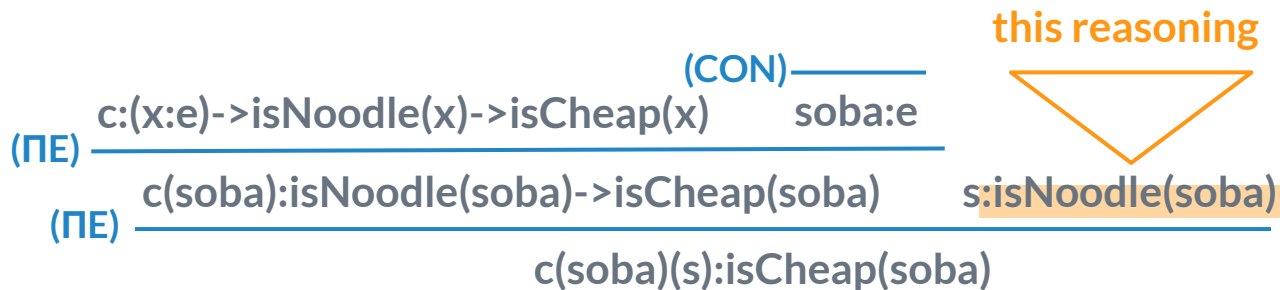 this reasoning
(CON)
c:(x:e)->isNoodle(x)->isCheap(x) soba:e
(ΠE)
c(soba):isNoodle(soba)->isCheap(soba) s:isNoodle(soba)
(ΠE)
c(soba)(s):isCheap(soba)